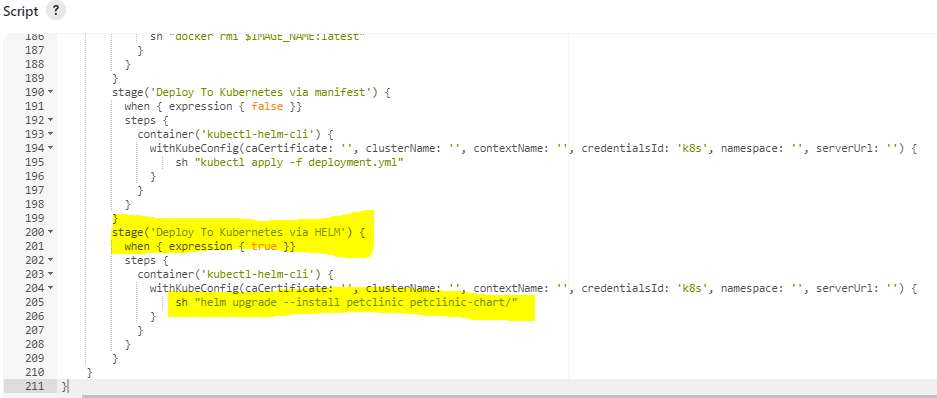 Script ?
186 sh "docker rmi $IMAGE_NAME:latest"
187 }
188 }
189 }
190 stage('Deploy To Kubernetes via manifest') {
191 when { expression { false }}
192 steps {
193 container('kubectl-helm-cli') {
194 withKubeConfig(caCertificate: '', clusterName: '', contextName: '', credentialsId: 'k8s', namespace: '', serverUrl: '') {
195 sh "kubectl apply -f deployment.yml"
196 }
197 }
198 }
199 }
200 stage('Deploy To Kubernetes via HELM') {
201 when { expression { true }}
202 steps {
203 container('kubectl-helm-cli') {
204 withKubeConfig(caCertificate: '', clusterName: '', contextName: '', credentialsId: 'k8s', namespace: '', serverUrl: '') {
205 sh "helm upgrade --install petclinic petclinic-chart/"
206 }
207 }
208 }
209 }
210 }
211 }